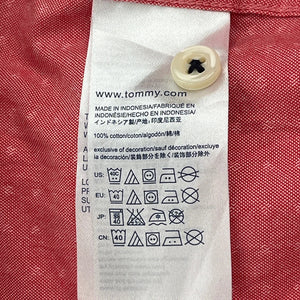 www.tommy.com
MADE IN INDONESIA/FABRIQUÉ EN
INDONÉSIE/HECHO EN INDONESIA/
インドネシア製/产地:印度尼西亚
100% cotton/coton/algodón/綿/棉
exclusive of decoration/sauf décoration/excluye
la decoración/装飾部分を除く/装饰部分除外
US:
EU: 40
JP:
CN: 40